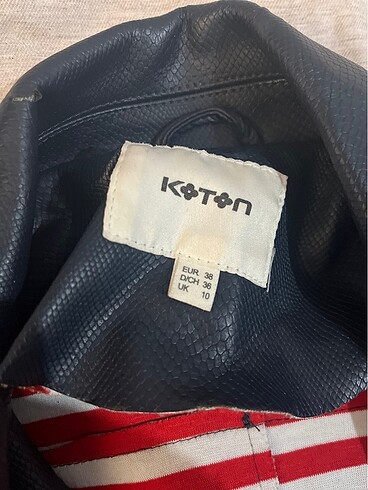 KOTON
EUR 38
D/CH 36
UK 10